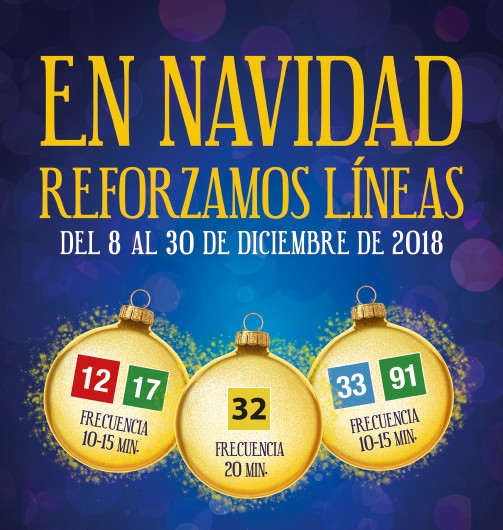 EN NAVIDAD
REFORZAMOS LÍNEAS
DEL 8 AL 30 DE DICIEMBRE DE 2018
12 17
FRECUENCIA
10-15 MIN.
32
FRECUENCIA
20 MIN.
33 91
FRECUENCIA
10-15 MIN.